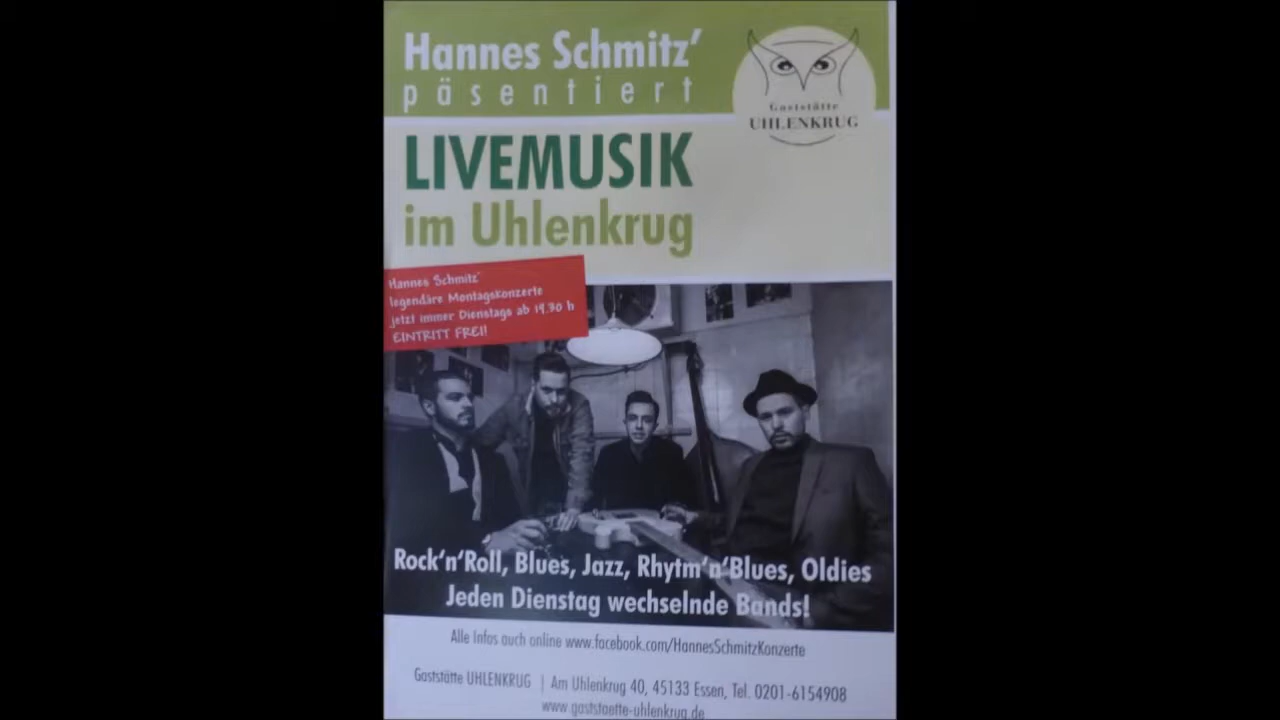 Hannes Schmitz'
päsentiert
Gaststätte
UHLENKRUG
LIVEMUSIK
im Uhlenkrug
Hannes Schmitz'
legendäre Montagskonzerte
jetzt immer Dienstags ab 19.30 h
EINTRITT FREI!
Rock'n'Roll, Blues, Jazz, Rhytm'n'Blues, Oldies
Jeden Dienstag wechselnde Bands!
Alle Infos auch online www.facebook.com/HannesSchmitzKonzerte
Gaststätte UHLENKRUG | Am Uhlenkrug 40, 45133 Essen, Tel. 0201-6154908
www.gaststaette-uhlenkrug.de